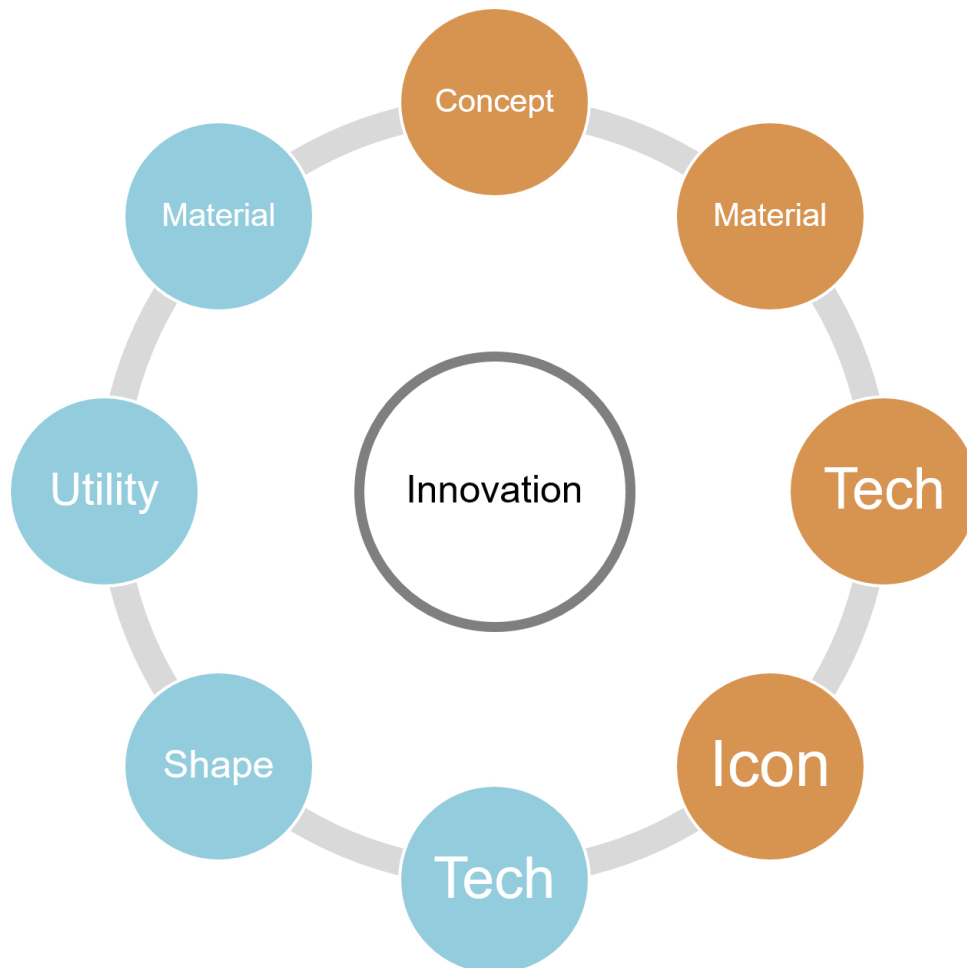 Concept
Material
Material
Utility
Innovation
Tech
Shape
Icon
Tech